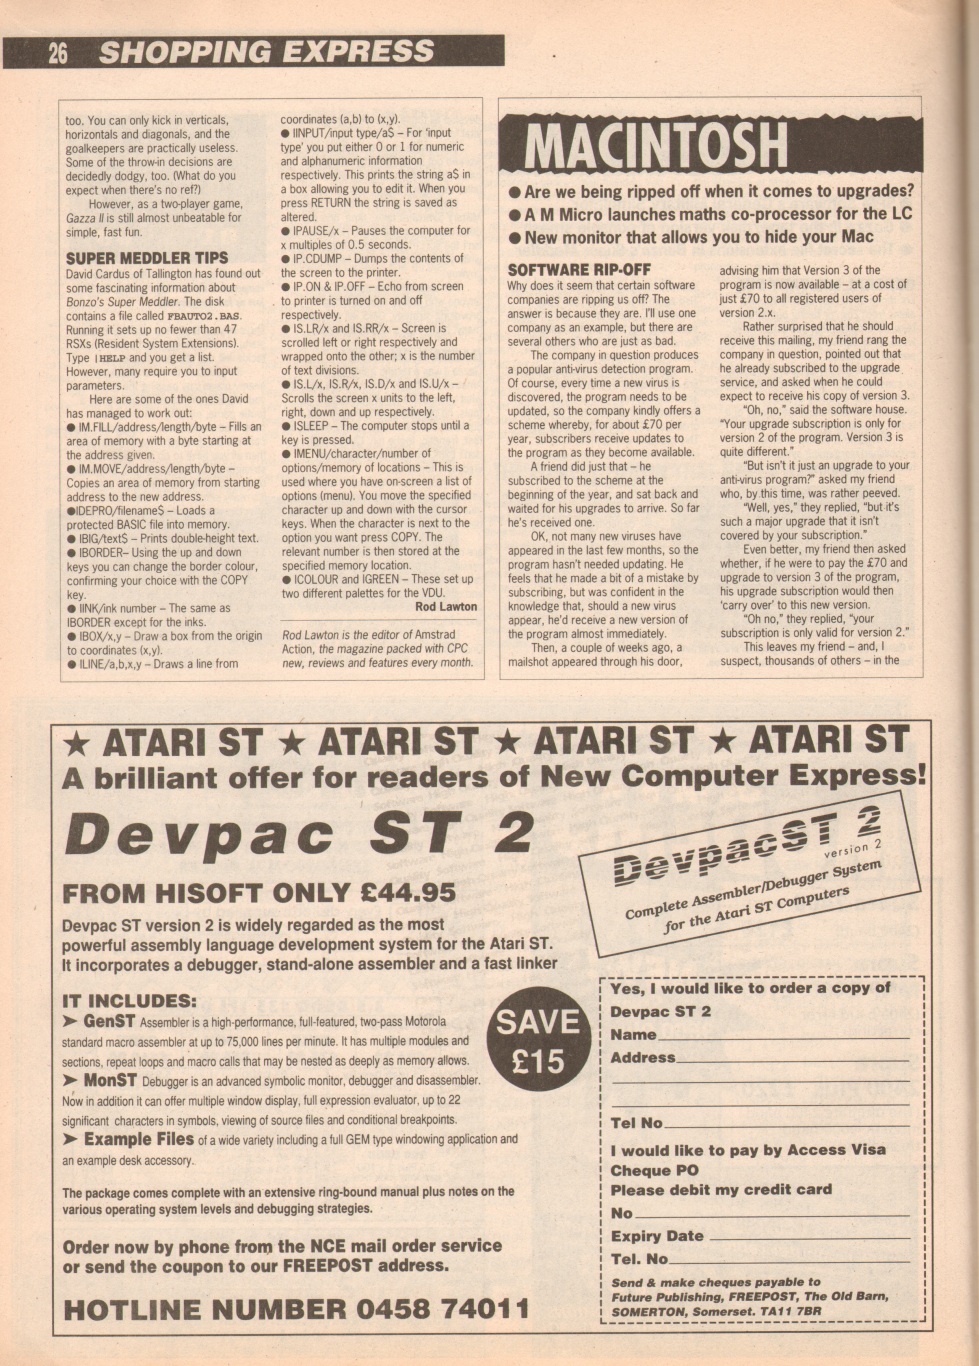 26 SHOPPING EXPRESS
too. You can only kick in verticals,
horizontals and diagonals, and the
goalkeepers are practically useless.
Some of the throw-in decisions are
decidedly dodgy, too. (What do you
expect when there's no ref?)
However, as a two-player game,
Gazza II is still almost unbeatable for
simple, fast fun.
SUPER MEDDLER TIPS
David Cardus of Tallington has found out
some fascinating information about
Bonzo's Super Meddler. The disk
contains a file called FBAUTO2.BAS.
Running it sets up no fewer than 47
RSXs (Resident System Extensions).
Type |HELP and you get a list.
However, many require you to input
parameters.
Here are some of the ones David
has managed to work out:
● IM.FILL/address/length/byte – Fills an
area of memory with a byte starting at
the address given.
● IM.MOVE/address/length/byte –
Copies an area of memory from starting
address to the new address.
●IDEPRO/filename$ – Loads a
protected BASIC file into memory.
● IBIG/text$ – Prints double-height text.
● IBORDER– Using the up and down
keys you can change the border colour,
confirming your choice with the COPY
key.
● IINK/ink number – The same as
IBORDER except for the inks.
● IBOX/x,y – Draw a box from the origin
to coordinates (x,y).
● ILINE/a,b,x,y – Draws a line from
coordinates (a,b) to (x,y).
● IINPUT/input type/a$ – For 'input
type' you put either 0 or 1 for numeric
and alphanumeric information
respectively. This prints the string a$ in
a box allowing you to edit it. When you
press RETURN the string is saved as
altered.
● IPAUSE/x – Pauses the computer for
x multiples of 0.5 seconds.
● IP.CDUMP – Dumps the contents of
the screen to the printer.
● IP.ON & IP.OFF – Echo from screen
to printer is turned on and off
respectively.
● IS.LR/x and IS.RR/x – Screen is
scrolled left or right respectively and
wrapped onto the other; x is the number
of text divisions.
● IS.L/x, IS.R/x, IS.D/x and IS.U/x –
Scrolls the screen x units to the left,
right, down and up respectively.
● ISLEEP – The computer stops until a
key is pressed.
● IMENU/character/number of
options/memory of locations – This is
used where you have on-screen a list of
options (menu). You move the specified
character up and down with the cursor
keys. When the character is next to the
option you want press COPY. The
relevant number is then stored at the
specified memory location.
● ICOLOUR and IGREEN – These set up
two different palettes for the VDU.
Rod Lawton
Rod Lawton is the editor of Amstrad
Action, the magazine packed with CPC
new, reviews and features every month.
MACINTOSH
● Are we being ripped off when it comes to upgrades?
● A M Micro launches maths co-processor for the LC
● New monitor that allows you to hide your Mac
SOFTWARE RIP-OFF
Why does it seem that certain software
companies are ripping us off? The
answer is because they are. I'll use one
company as an example, but there are
several others who are just as bad.
The company in question produces
a popular anti-virus detection program.
Of course, every time a new virus is
discovered, the program needs to be
updated, so the company kindly offers a
scheme whereby, for about £70 per
year, subscribers receive updates to
the program as they become available.
A friend did just that – he
subscribed to the scheme at the
beginning of the year, and sat back and
waited for his upgrades to arrive. So far
he's received one.
OK, not many new viruses have
appeared in the last few months, so the
program hasn't needed updating. He
feels that he made a bit of a mistake by
subscribing, but was confident in the
knowledge that, should a new virus
appear, he'd receive a new version of
the program almost immediately.
Then, a couple of weeks ago, a
mailshot appeared through his door,
advising him that Version 3 of the
program is now available – at a cost of
just £70 to all registered users of
version 2.x.
Rather surprised that he should
receive this mailing, my friend rang the
company in question, pointed out that
he already subscribed to the upgrade
service, and asked when he could
expect to receive his copy of version 3.
"Oh, no," said the software house.
"Your upgrade subscription is only for
version 2 of the program. Version 3 is
quite different."
"But isn't it just an upgrade to your
anti-virus program?" asked my friend
who, by this time, was rather peeved.
"Well, yes," they replied, "but it's
such a major upgrade that it isn't
covered by your subscription."
Even better, my friend then asked
whether, if he were to pay the £70 and
upgrade to version 3 of the program,
his upgrade subscription would then
'carry over' to this new version.
"Oh no," they replied, "your
subscription is only valid for version 2."
This leaves my friend – and, I
suspect, thousands of others – in the
★ ATARI ST ★ ATARI ST ★ ATARI ST ★ ATARI ST
A brilliant offer for readers of New Computer Express!
Devpac ST 2
FROM HISOFT ONLY £44.95
Devpac ST version 2 is widely regarded as the most
powerful assembly language development system for the Atari ST.
It incorporates a debugger, stand-alone assembler and a fast linker
DevpacST 2
version 2
Complete Assembler/Debugger System
for the Atari ST Computers
IT INCLUDES:
➤ GenST Assembler is a high-performance, full-featured, two-pass Motorola
standard macro assembler at up to 75,000 lines per minute. It has multiple modules and
sections, repeat loops and macro calls that may be nested as deeply as memory allows.
➤ MonST Debugger is an advanced symbolic monitor, debugger and disassembler.
Now in addition it can offer multiple window display, full expression evaluator, up to 22
significant characters in symbols, viewing of source files and conditional breakpoints.
➤ Example Files of a wide variety including a full GEM type windowing application and
an example desk accessory.
SAVE
£15
The package comes complete with an extensive ring-bound manual plus notes on the
various operating system levels and debugging strategies.
Order now by phone from the NCE mail order service
or send the coupon to our FREEPOST address.
HOTLINE NUMBER 0458 74011
Yes, I would like to order a copy of
Devpac ST 2
Name
Address
Tel No
I would like to pay by Access Visa
Cheque PO
Please debit my credit card
No
Expiry Date
Tel. No
Send & make cheques payable to
Future Publishing, FREEPOST, The Old Barn,
SOMERTON, Somerset. TA11 7BR